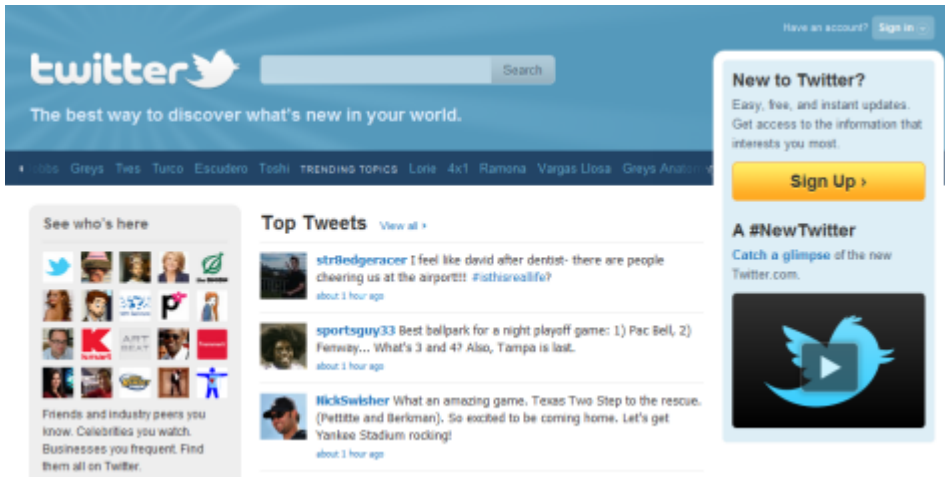 Have an account? Sign in
twitter
Search
The best way to discover what's new in your world.
Greys Tves Turco Escudero Toshi TRENDING TOPICS Lorie 4x1 Ramona Vargas Llosa Greys
New to Twitter?
Easy, free, and instant updates.
Get access to the information that
interests you most.
Sign Up ›
A #NewTwitter
Catch a glimpse of the new
Twitter.com.
See who's here
Kmart
ART
BEAT
Friends and industry peers you
know. Celebrities you watch.
Businesses you frequent. Find
them all on Twitter.
Top Tweets View all ›
str8edgeracer I feel like david after dentist- there are people
cheering us at the airport!!! #isthisreallife?
about 1 hour ago
sportsguy33 Best ballpark for a night playoff game: 1) Pac Bell, 2)
Fenway... What's 3 and 4? Also, Tampa is last.
about 1 hour ago
NickSwisher What an amazing game. Texas Two Step to the rescue.
(Pettitte and Berkman). So excited to be coming home. Let's get
Yankee Stadium rocking!
about 1 hour ago